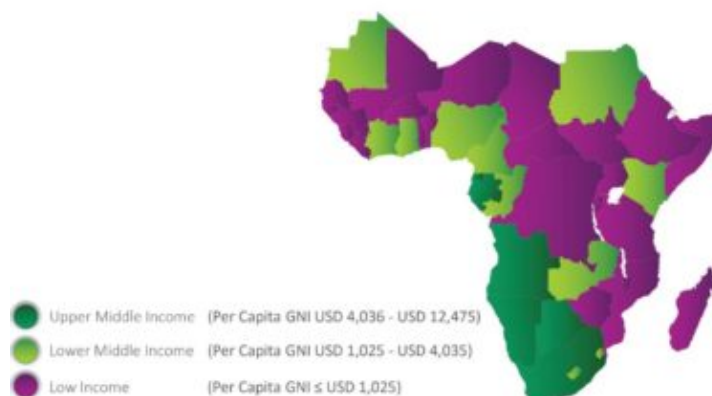 Upper Middle Income (Per Capita GNI USD 4,036 - USD 12,475)
Lower Middle Income (Per Capita GNI USD 1,025 - USD 4,035)
Low Income (Per Capita GNI ≤ USD 1,025)